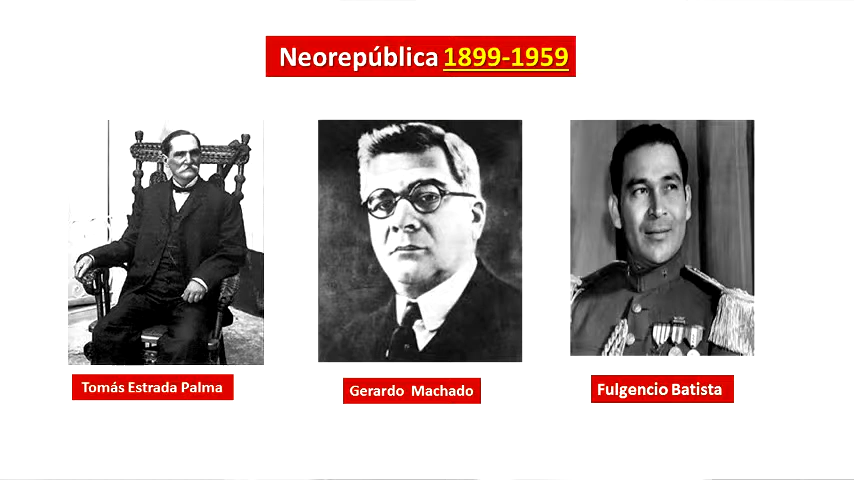 Neorepública 1899-1959
Tomás Estrada Palma
Gerardo Machado
Fulgencio Batista